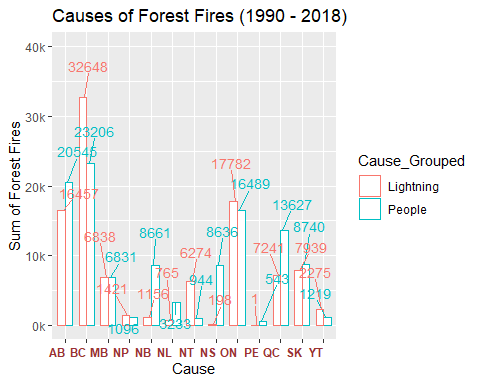 Causes of Forest Fires (1990 - 2018)
40k
30k
20k
10k
0k
Sum of Forest Fires
32648
23206
20545
16457
17782
16489
13627
6838
6831
8661
8636
8740
7241
7939
6274
765
944
1421
1156
198
1
543
2275
1219
1096
3233
AB BC MB NP NB NL NT NS ON PE QC SK YT
Cause
Cause_Grouped
Lightning
People